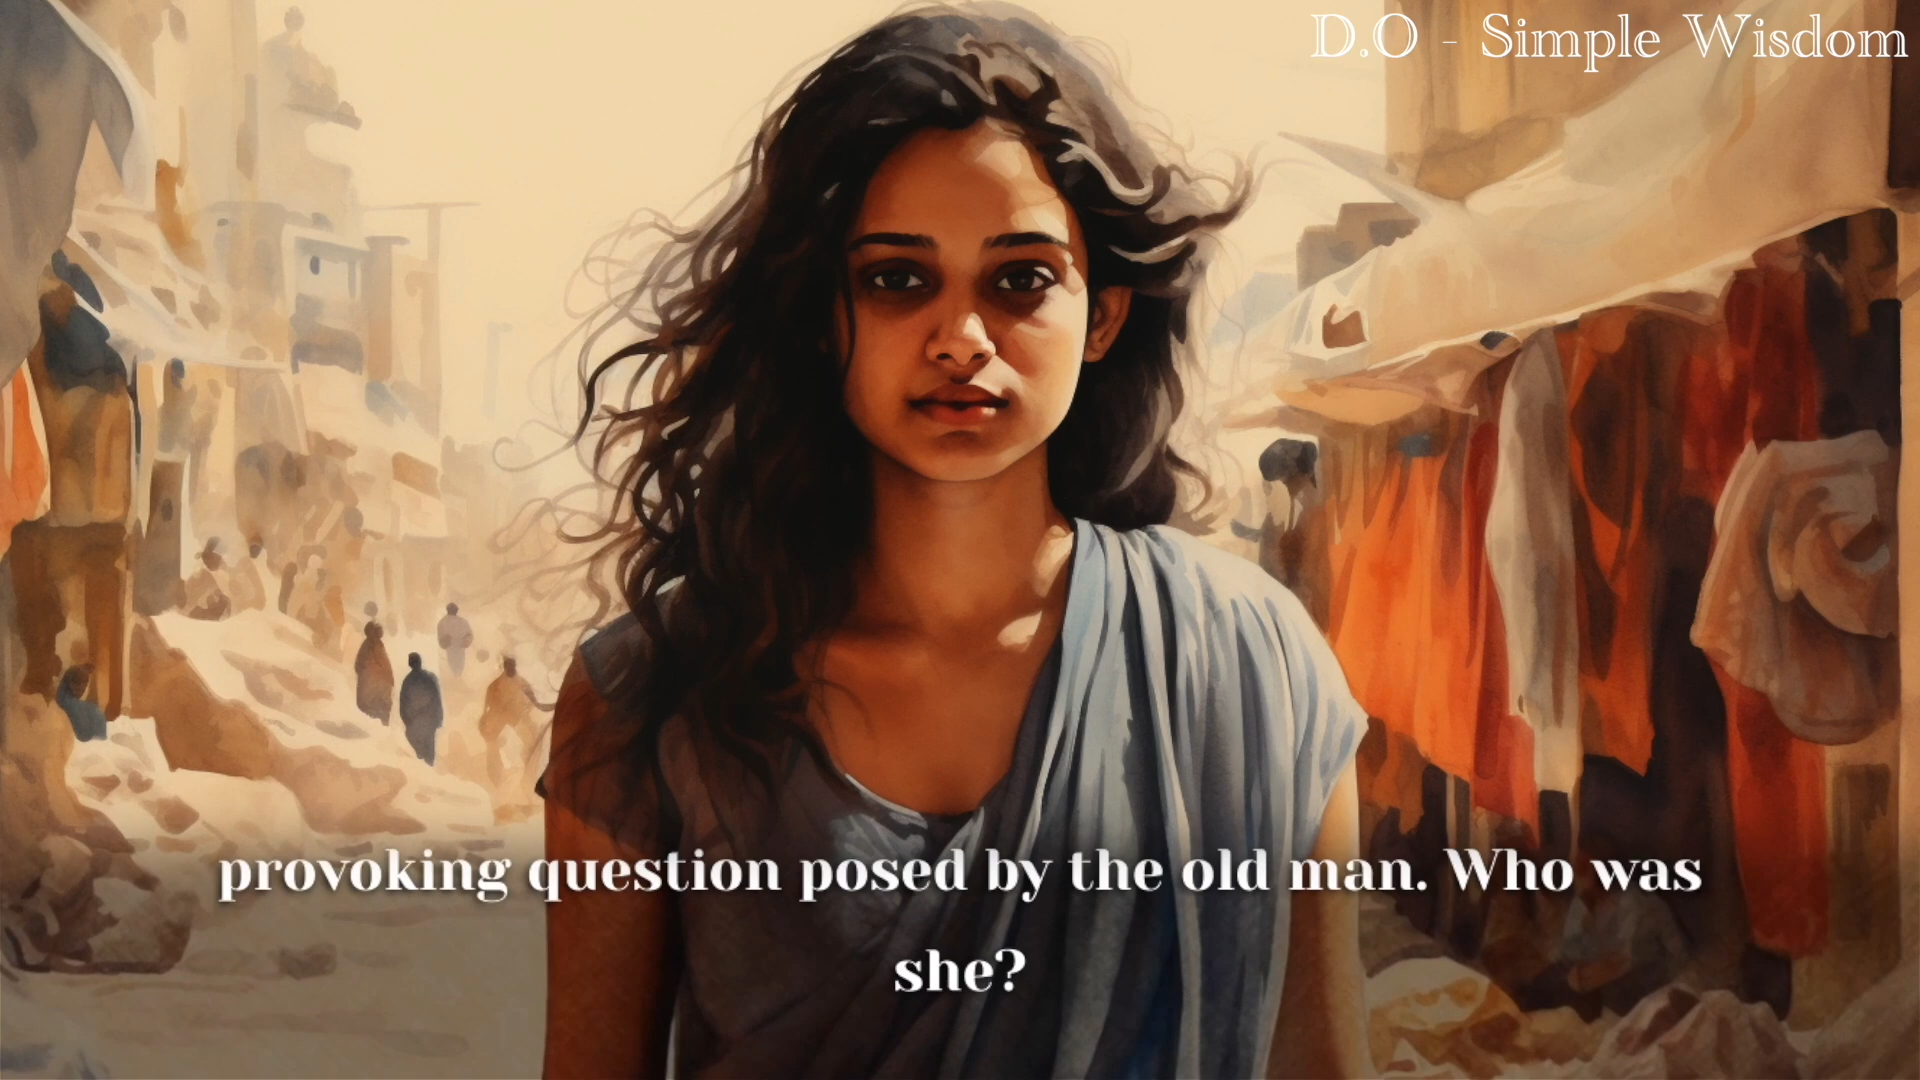 D.O - Simple Wisdom
provoking question posed by the old man. Who was
she?